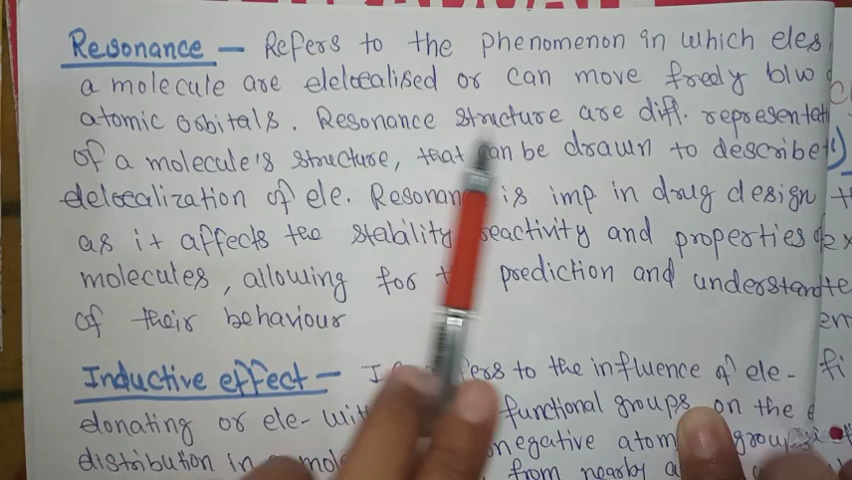 Resonance – Refers to the phenomenon in which eles
a molecule are delocalised or can move freely b/w
atomic orbitals. Resonance structure are diff. representat
of a molecule's structure, that can be drawn to describe
delocalization of ele. Resonan is imp in drug design
as it affects the stability reactivity and properties of
molecules, allowing for prediction and understand
of their behaviour
Inductive effect – to the influence of ele-
donating or ele- functional groups on the
distribution in negative atom group
from nearby